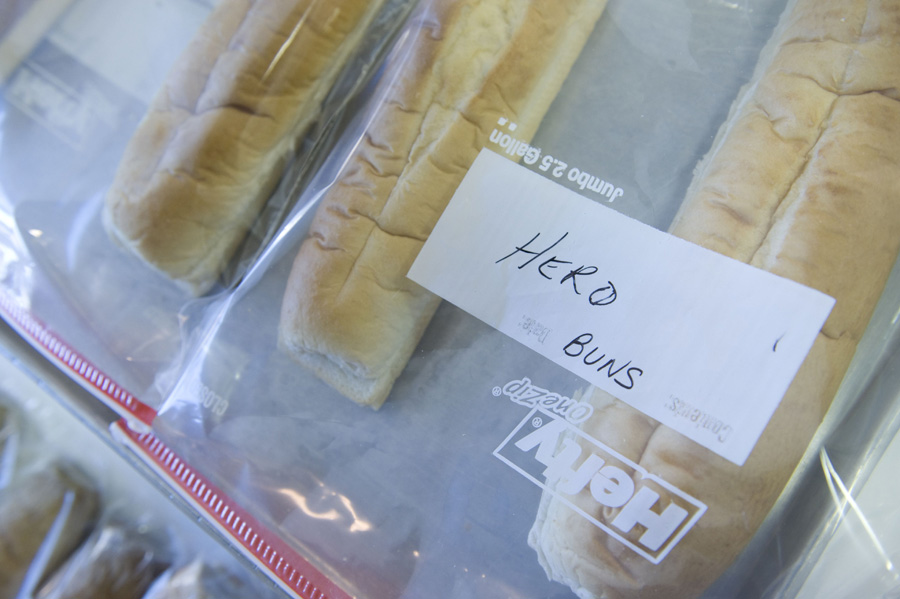 Jumbo 2.5 Gallon
HERO
BUNS
Date:
Contents:
OneZip®
Hefty®